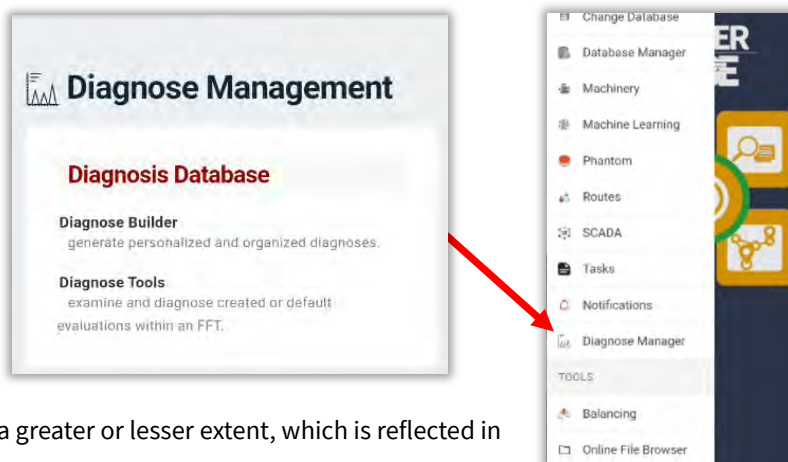 Diagnose Management
Diagnosis Database
Diagnose Builder
generate personalized and organized diagnoses.
Diagnose Tools
examine and diagnose created or default
evaluations within an FFT.
a greater or lesser extent, which is reflected in
Change Database
Database Manager
Machinery
Machine Learning
Phantom
Routes
SCADA
Tasks
Notifications
Diagnose Manager
TOOLS
Balancing
Online File Browser
ER